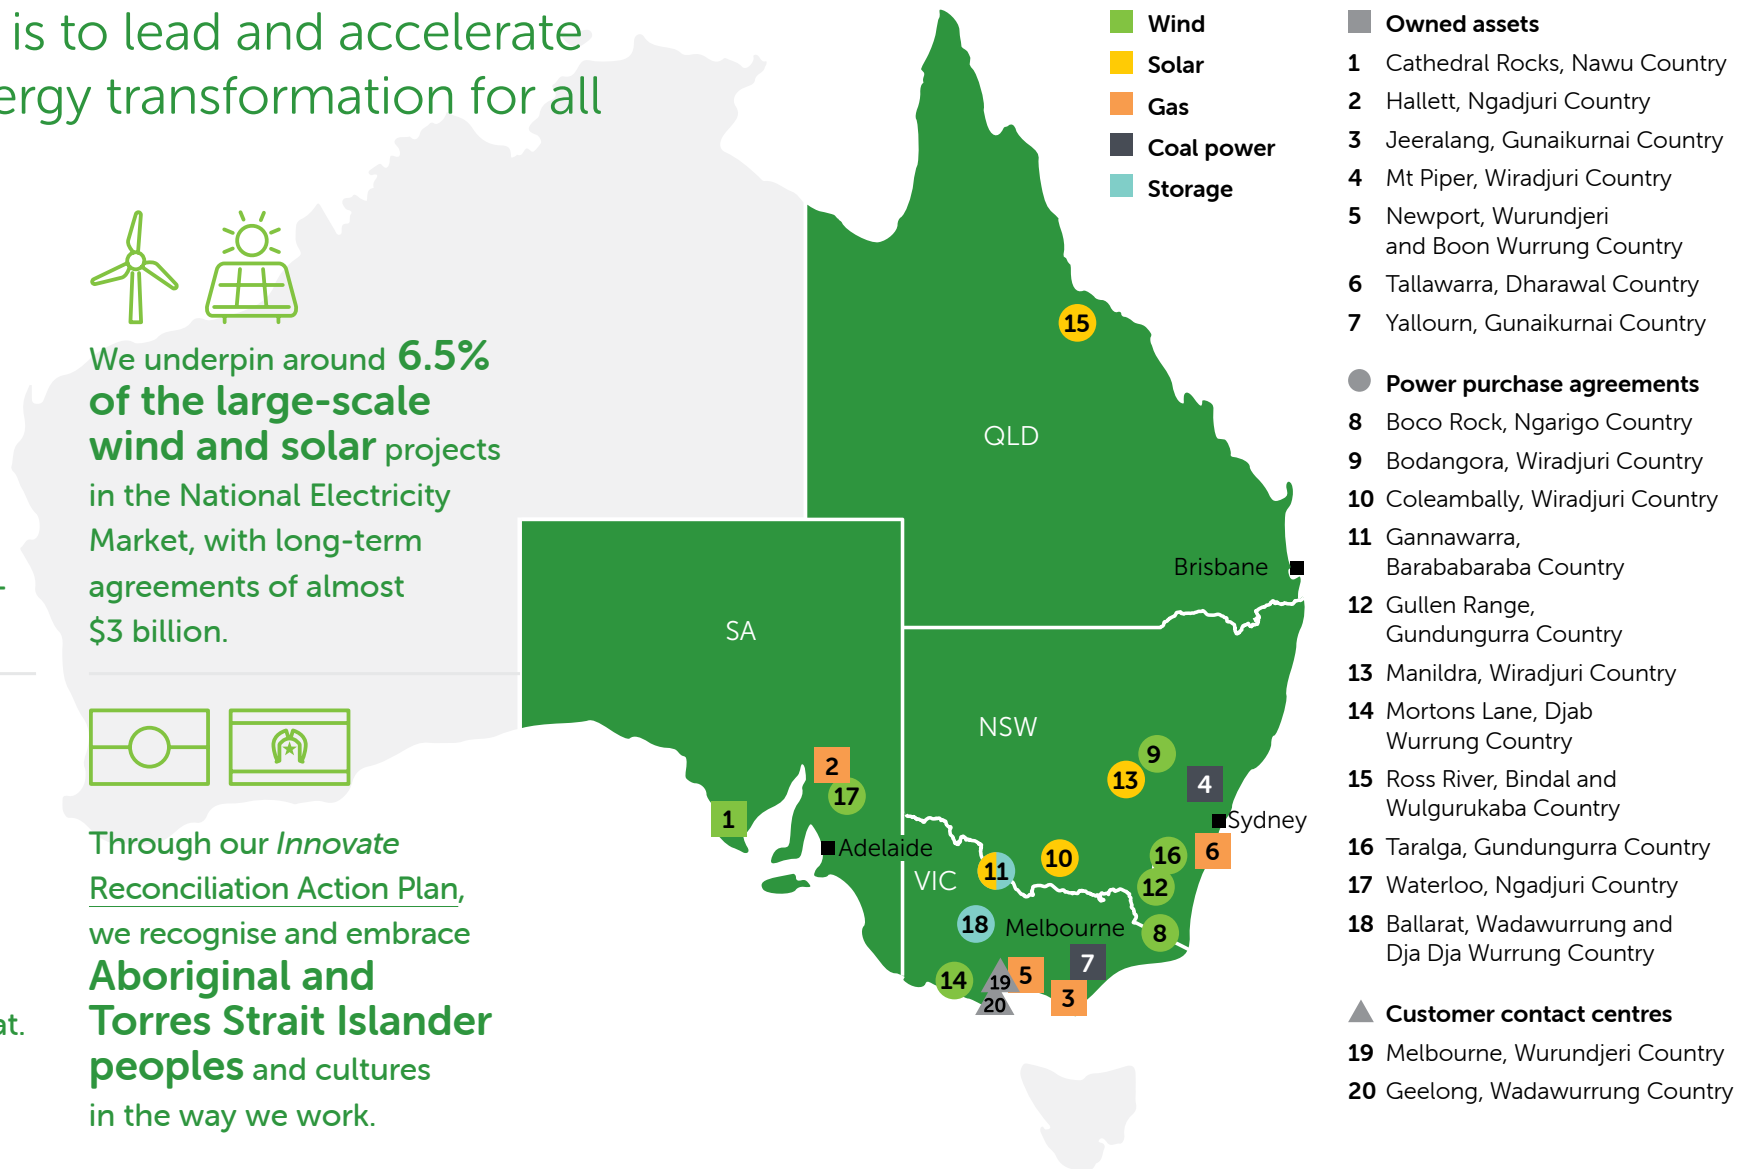 is to lead and accelerate
ergy transformation for all
We underpin around 6.5%
of the large-scale
wind and solar projects
in the National Electricity
Market, with long-term
agreements of almost
$3 billion.
Through our Innovate
Reconciliation Action Plan,
we recognise and embrace
Aboriginal and
Torres Strait Islander
peoples and cultures
in the way we work.
at.
Wind
Solar
Gas
Coal power
Storage
15
QLD
Brisbane
SA
NSW
2
17
1
Adelaide
9
13
4
Sydney
16
6
10
11
VIC
12
18
Melbourne
8
7
14
19
5
3
20
Owned assets
1 Cathedral Rocks, Nawu Country
2 Hallett, Ngadjuri Country
3 Jeeralang, Gunaikurnai Country
4 Mt Piper, Wiradjuri Country
5 Newport, Wurundjeri
and Boon Wurrung Country
6 Tallawarra, Dharawal Country
7 Yallourn, Gunaikurnai Country
Power purchase agreements
8 Boco Rock, Ngarigo Country
9 Bodangora, Wiradjuri Country
10 Coleambally, Wiradjuri Country
11 Gannawarra,
Barababaraba Country
12 Gullen Range,
Gundungurra Country
13 Manildra, Wiradjuri Country
14 Mortons Lane, Djab
Wurrung Country
15 Ross River, Bindal and
Wulgurukaba Country
16 Taralga, Gundungurra Country
17 Waterloo, Ngadjuri Country
18 Ballarat, Wadawurrung and
Dja Dja Wurrung Country
Customer contact centres
19 Melbourne, Wurundjeri Country
20 Geelong, Wadawurrung Country